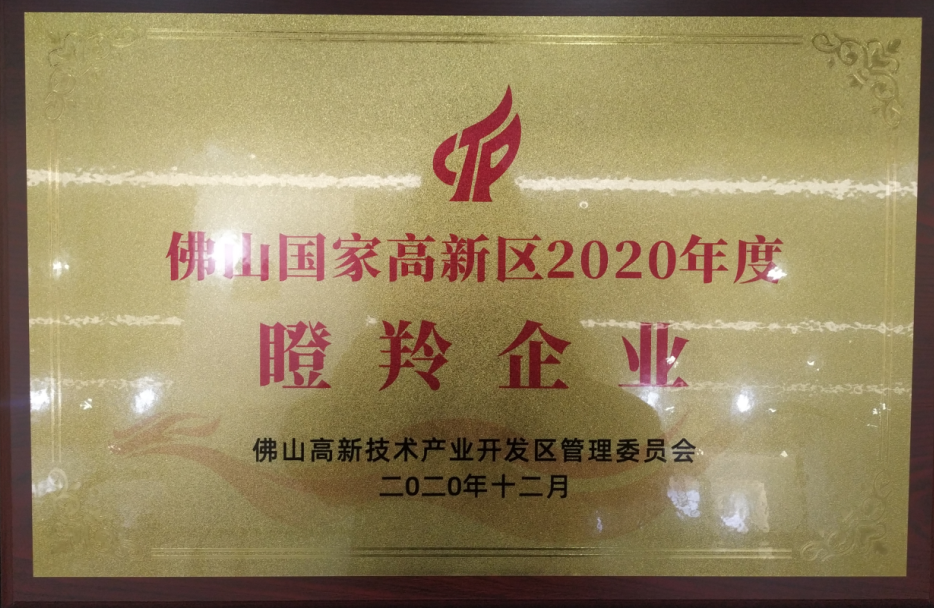 佛山国家高新区2020年度
瞪羚企业
佛山高新技术产业开发区管理委员会
二0二0年十二月